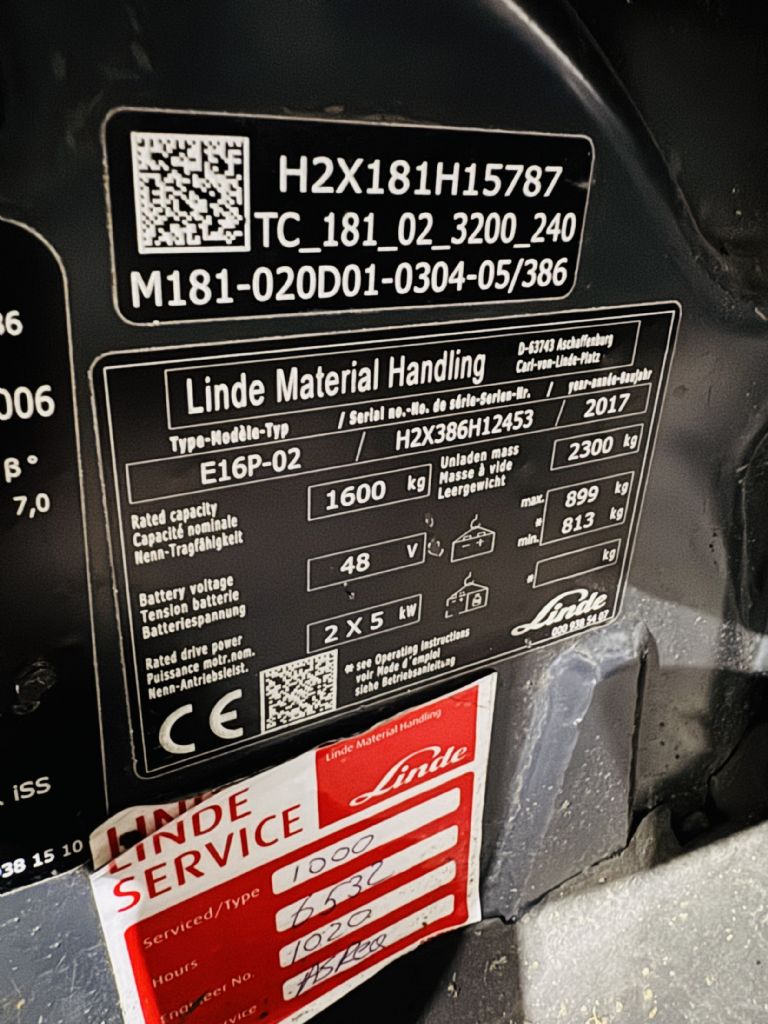 H2X181H15787
TC_181_02_3200_240
M181-020D01-0304-05/386
Linde Material Handling
D-63743 Aschaffenburg
Carl-von-Linde-Platz
Type-Modèle-Typ / Serial no.-No. de série-Serien-Nr. / year-année-Baujahr
E16P-02 / H2X386H12453 / 2017
Rated capacity
Capacité nominale
Nenn-Tragfähigkeit
1600 kg
Unladen mass
Masse à vide
Leergewicht
2300 kg
Battery voltage
Tension batterie
Batteriespannung
48 V
max. 899 kg
*
min. 813 kg
Rated drive power
Puissance motr.nom.
Nenn-Antriebsleist.
2 X 5 kW
* kg
CE
* see Operating instructions
voir Mode d'emploi
siehe Betriebsanleitung
Linde
000 938 54 07
36
006
β °
7,0
iSS
38 15 10
Linde Material Handling
Linde
LINDE
SERVICE
Serviced/Type 1000
Hours 6532
Engineer No. 1020